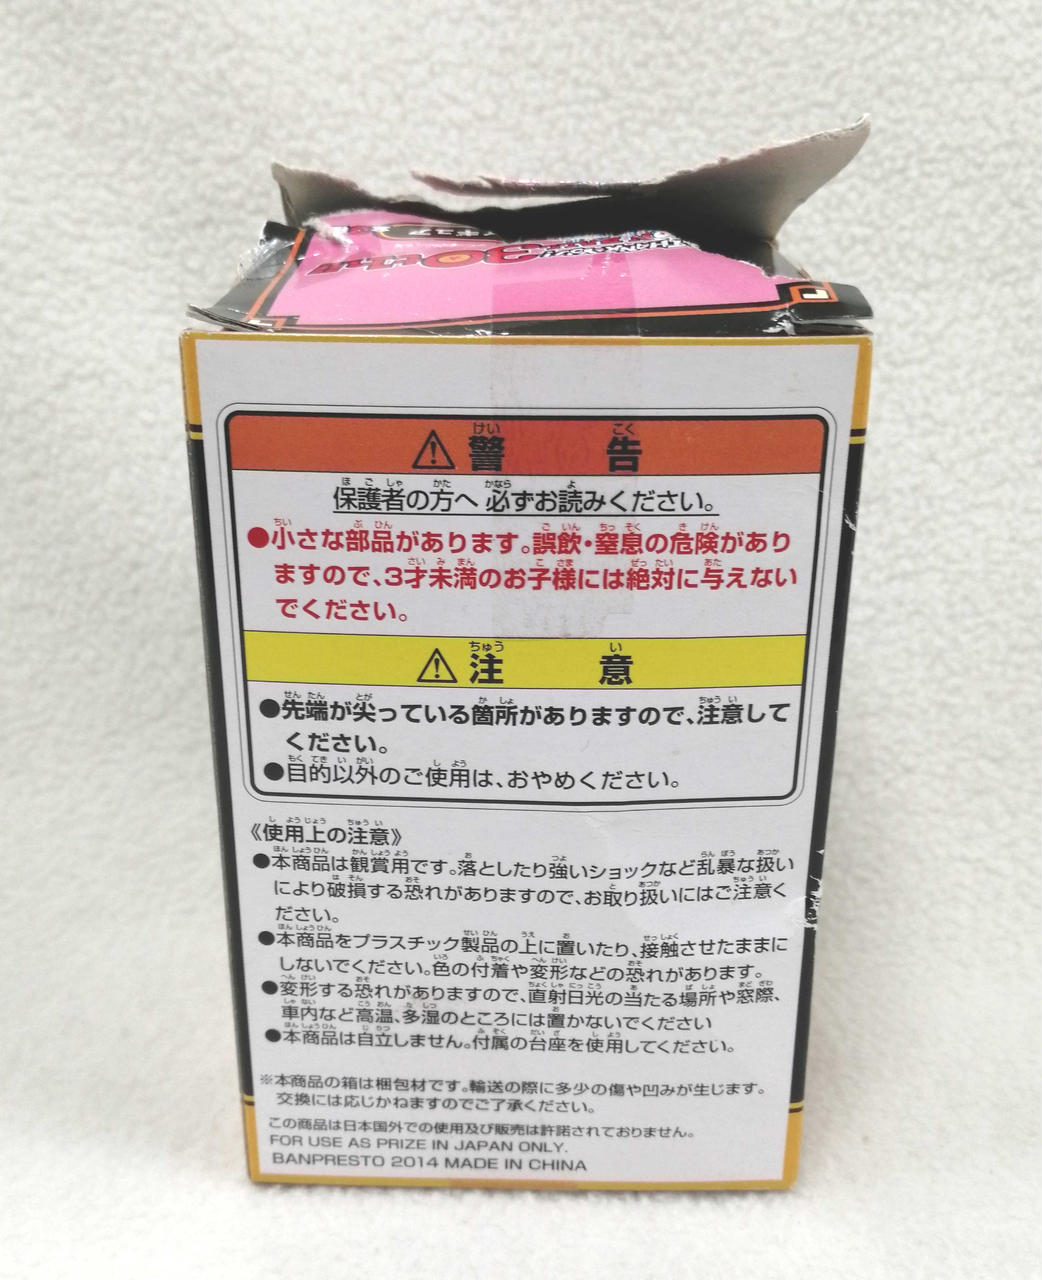 フィギュア
警告
保護者の方へ 必ずお読みください。
●小さな部品があります。誤飲・窒息の危険があり
ますので、3才未満のお子様には絶対に与えない
でください。
注意
●先端が尖っている箇所がありますので、注意して
ください。
●目的以外のご使用は、おやめください。
《使用上の注意》
●本商品は観賞用です。落としたり強いショックなど乱暴な扱い
により破損する恐れがありますので、お取り扱いにはご注意く
ださい。
●本商品をプラスチック製品の上に置いたり、接触させたままに
しないでください。色の付着や変形などの恐れがあります。
●変形する恐れがありますので、直射日光の当たる場所や窓際、
車内など高温、多湿のところには置かないでください
●本商品は自立しません。付属の台座を使用してください。
※本商品の箱は梱包材です。輸送の際に多少の傷や凹みが生じます。
交換には応じかねますのでご了承ください。
この商品は日本国外での使用及び販売は許諾されておりません。
FOR USE AS PRIZE IN JAPAN ONLY.
BANPRESTO 2014 MADE IN CHINA